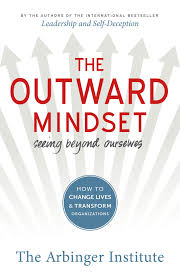 BY THE AUTHORS OF THE INTERNATIONAL BESTSELLER
Leadership and Self-Deception
THE
OUTWARD
MINDSET
seeing beyond ourselves
HOW TO
CHANGE LIVES
& TRANSFORM
ORGANIZATIONS
The Arbinger Institute